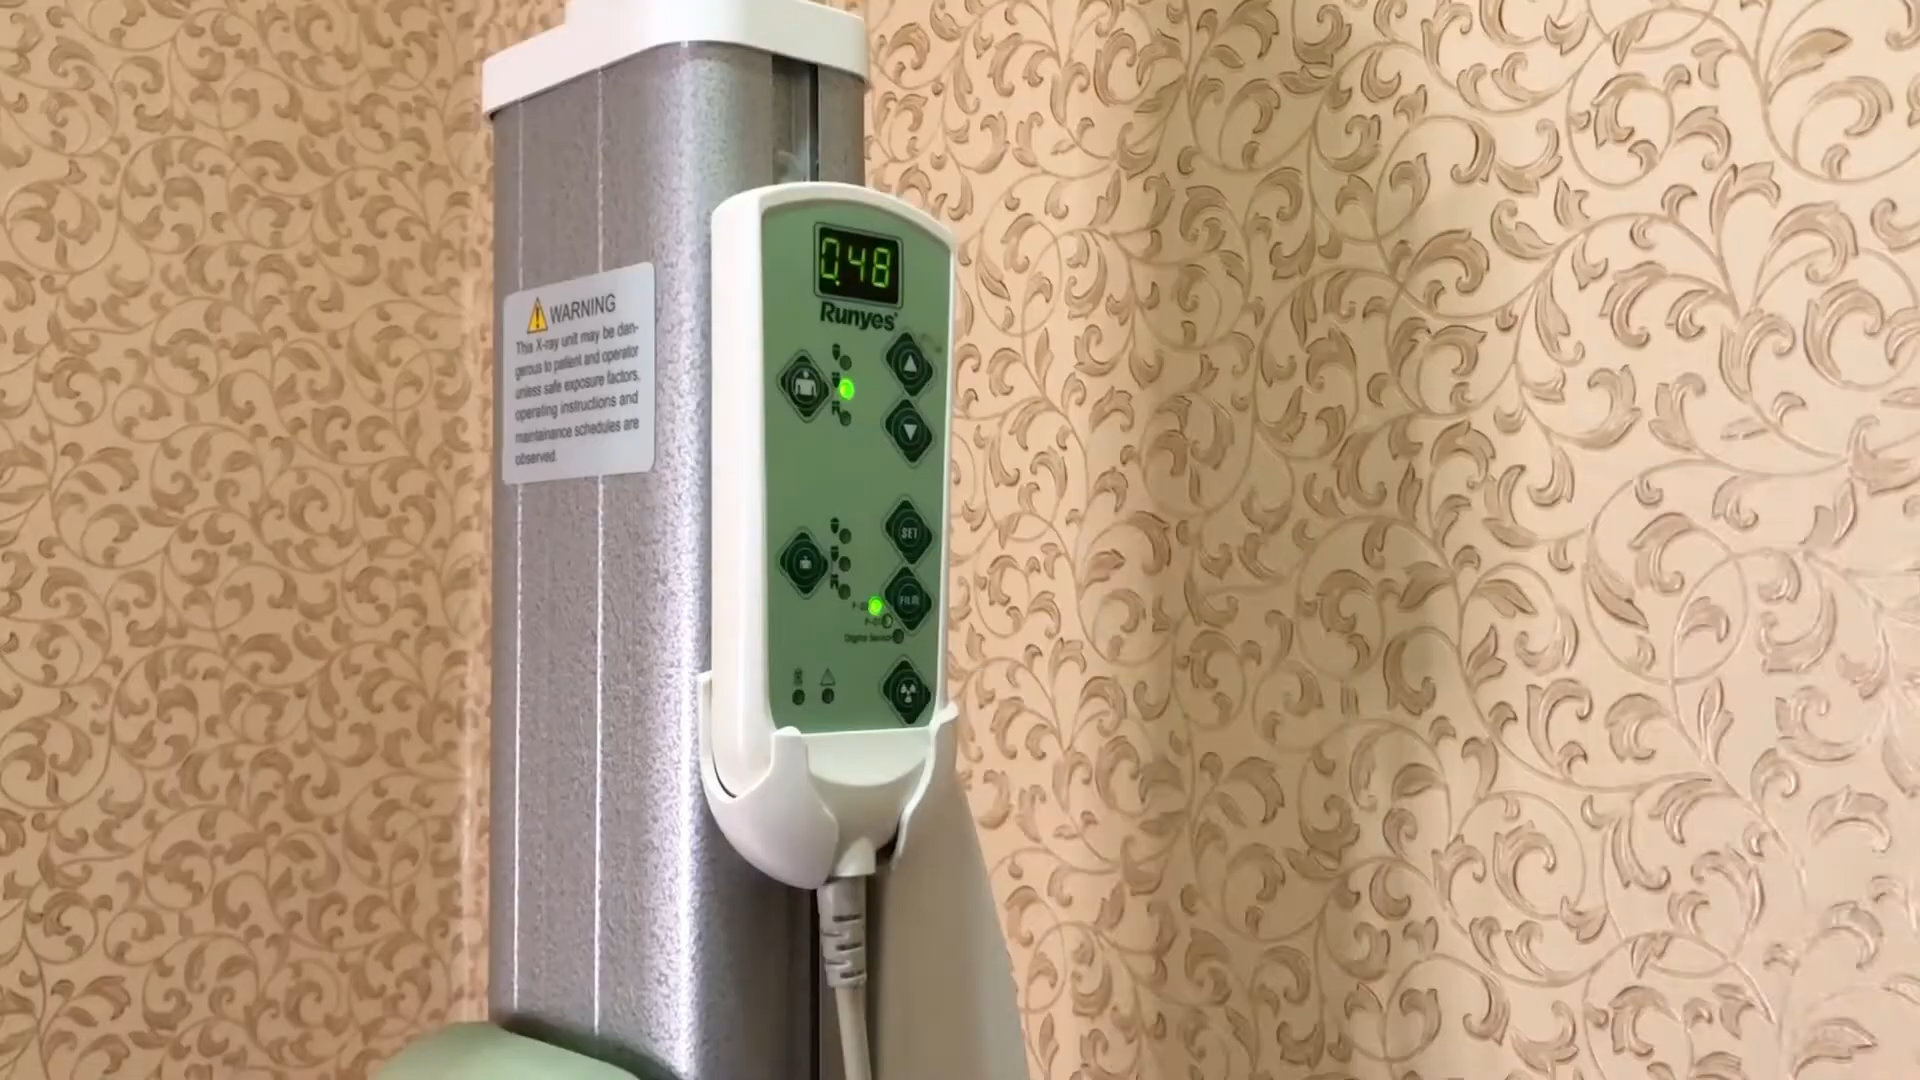 0.48
Runyes
WARNING
This X-ray unit may be dan-
gerous to patient and operator
unless safe exposure factors,
operating instructions and
maintainance schedules are
observed.
SET
FILM
Digital Sensor